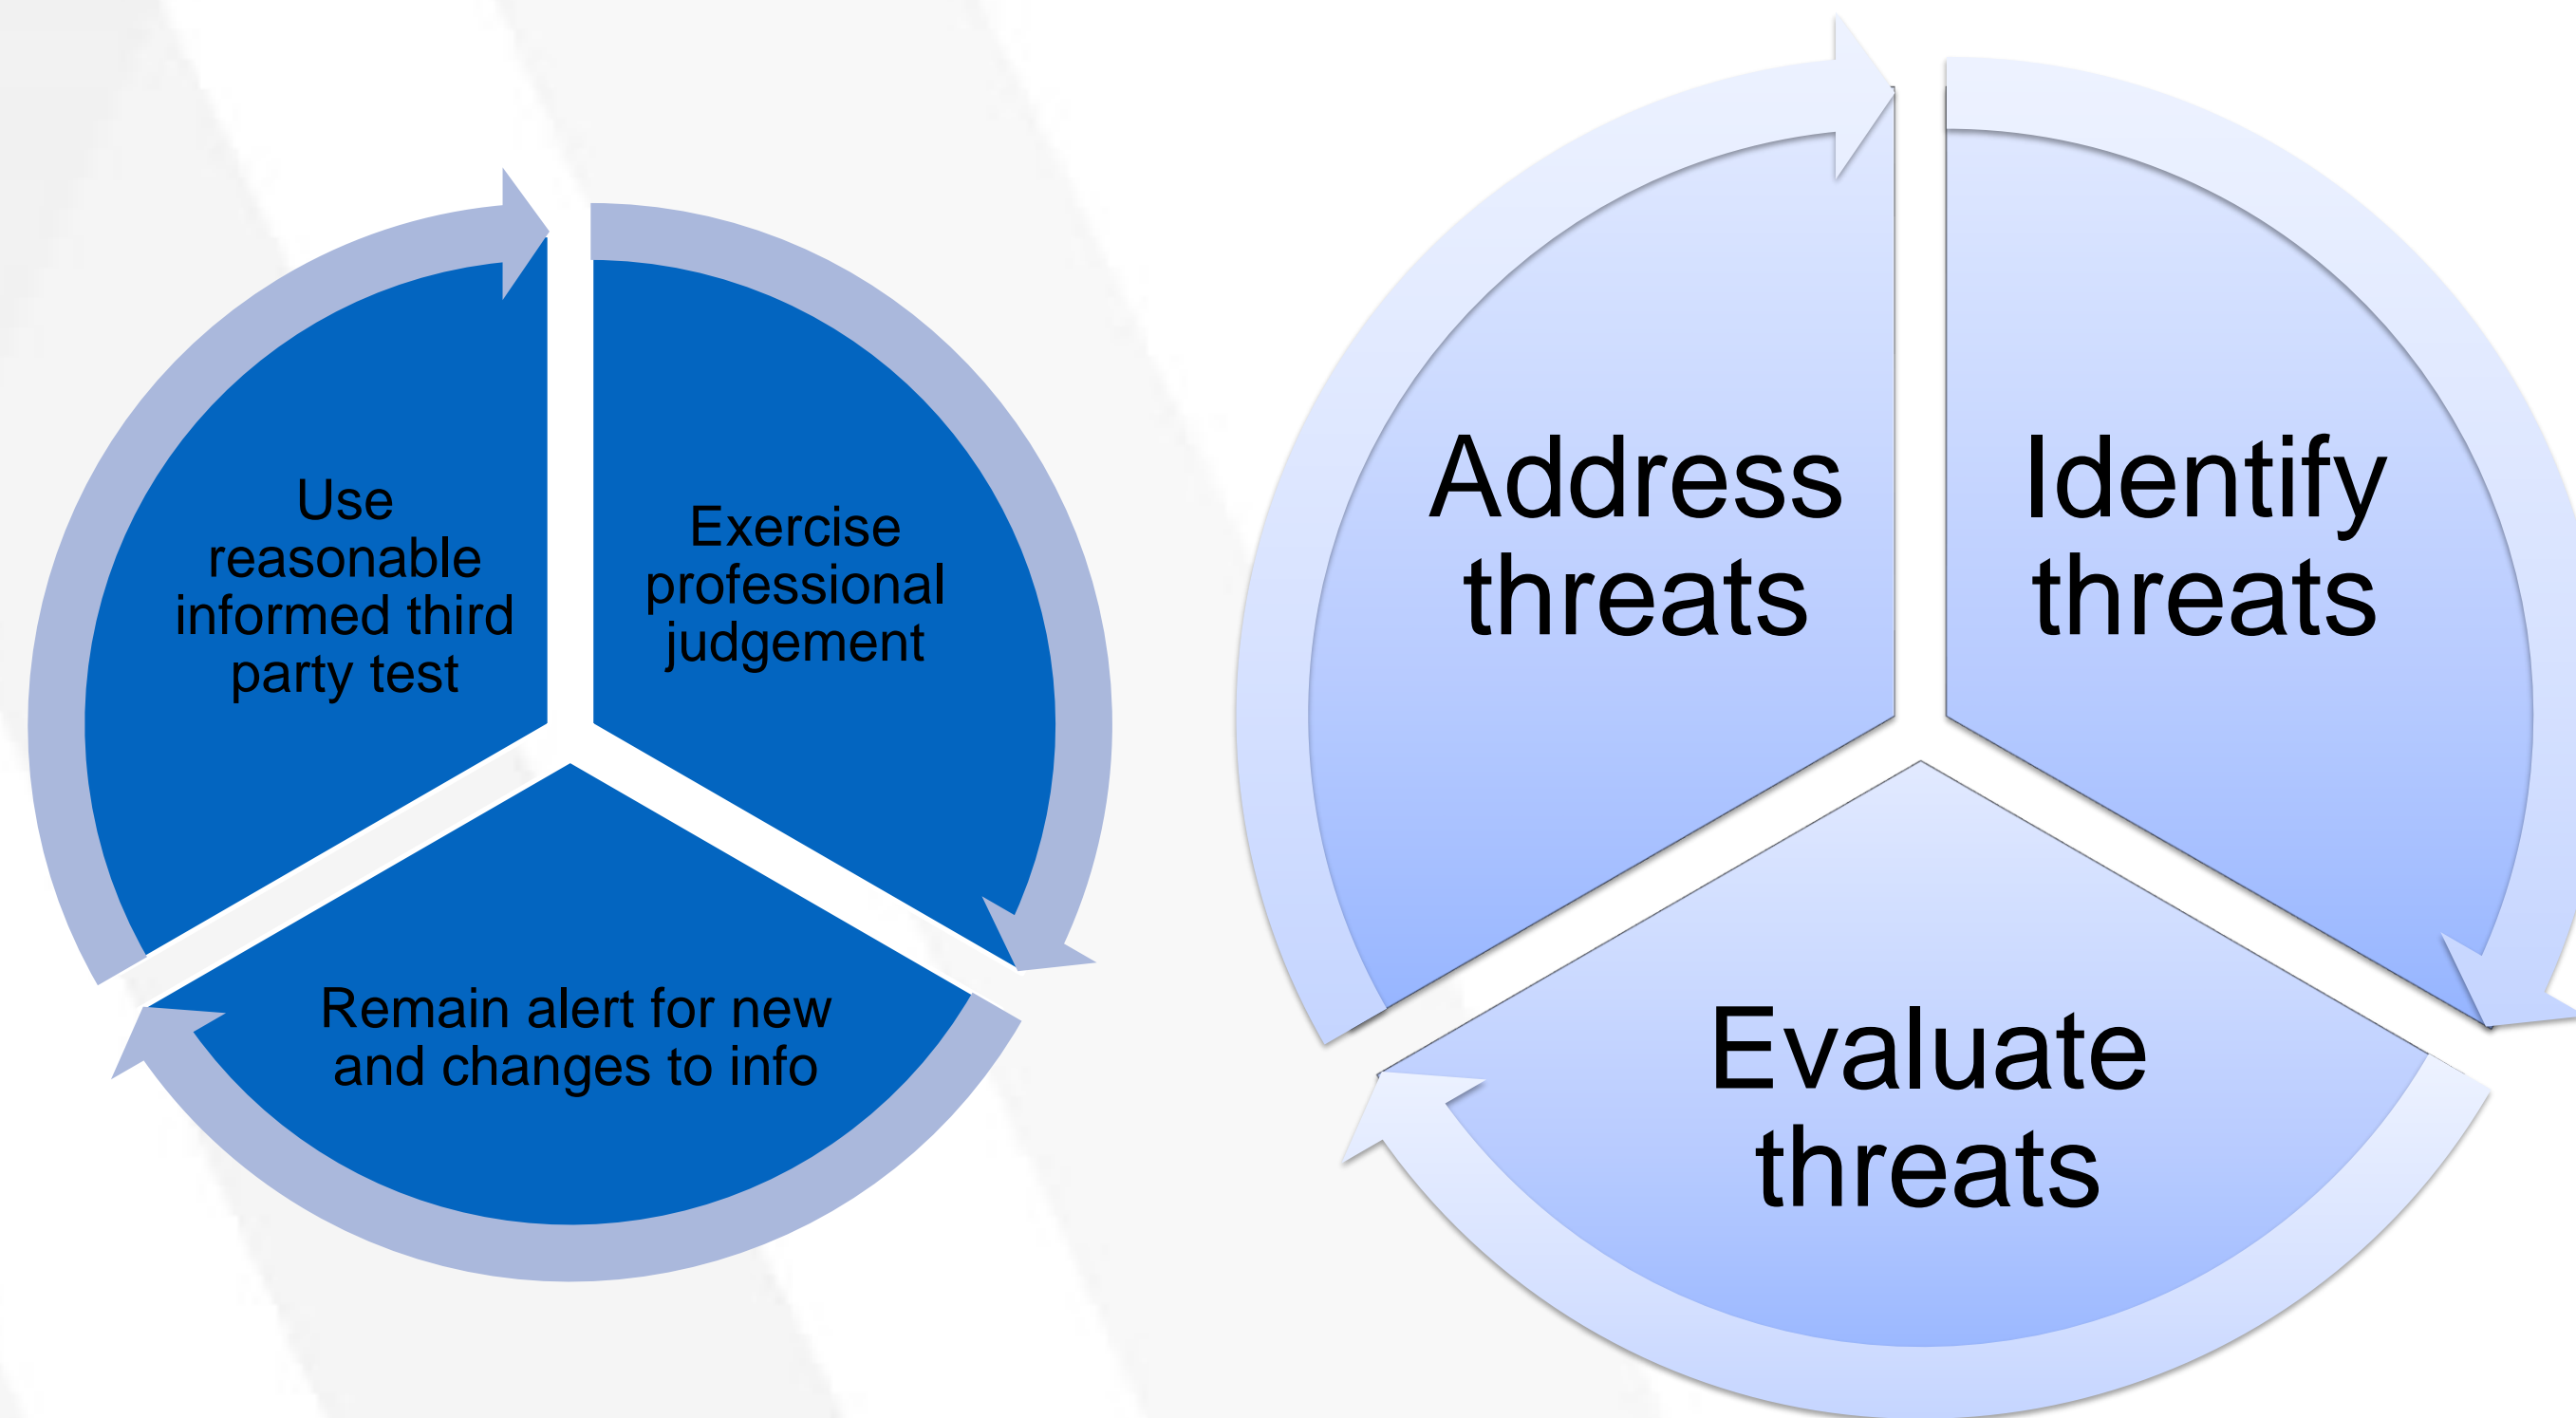 Use
reasonable
informed third
party test
Exercise
professional
judgement
Remain alert for new
and changes to info
Address
threats
Identify
threats
Evaluate
threats